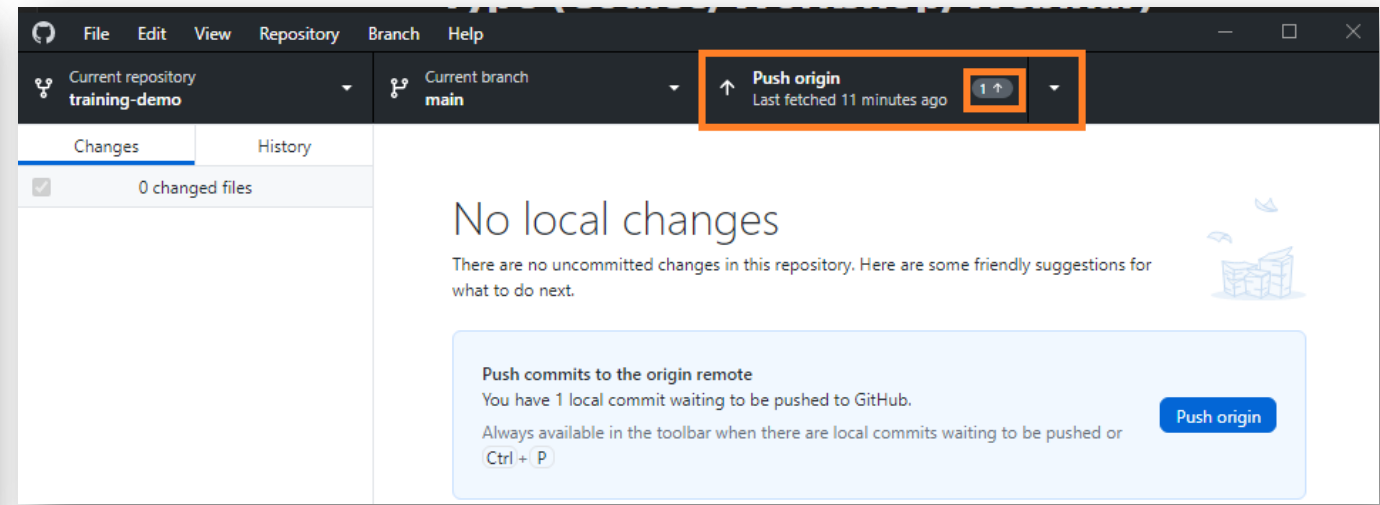 File Edit View Repository Branch Help
Current repository
training-demo
Current branch
main
Push origin
Last fetched 11 minutes ago
1 ↑
Changes History
0 changed files
No local changes
There are no uncommitted changes in this repository. Here are some friendly suggestions for
what to do next.
Push commits to the origin remote
You have 1 local commit waiting to be pushed to GitHub.
Always available in the toolbar when there are local commits waiting to be pushed or
Ctrl + P
Push origin